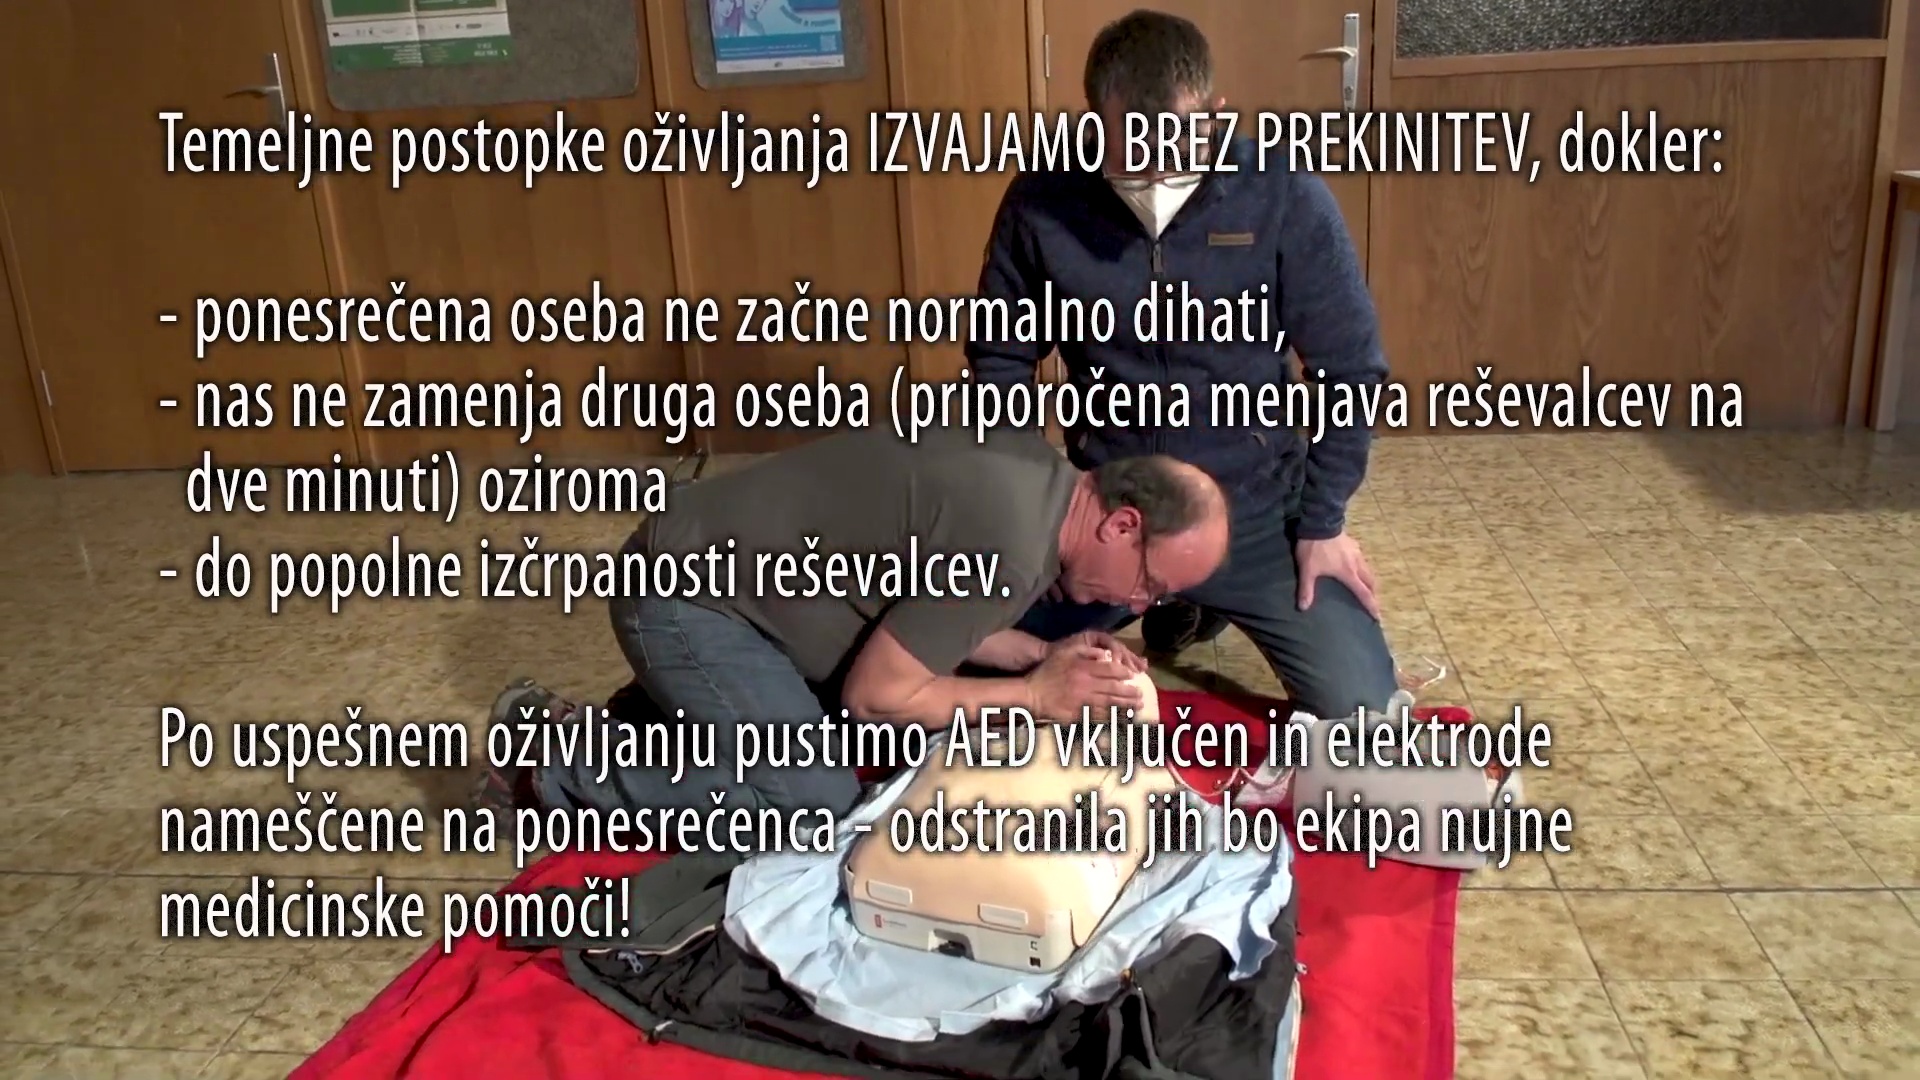 Temeljne postopke oživljanja IZVAJAMO BREZ PREKINITEV, dokler:
- ponesrečena oseba ne začne normalno dihati,
- nas ne zamenja druga oseba (priporočena menjava reševalcev na
dve minuti) oziroma
- do popolne izčrpanosti reševalcev.
Po uspešnem oživljanju pustimo AED vključen in elektrode
nameščene na ponesrečenca - odstranila jih bo ekipa nujne
medicinske pomoči!